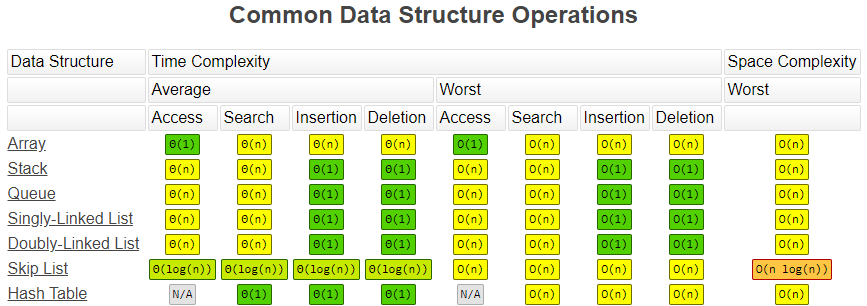 Common Data Structure Operations
Data Structure Time Complexity Space Complexity
Average Worst Worst
Access Search Insertion Deletion Access Search Insertion Deletion
Array Θ(1) Θ(n) Θ(n) Θ(n) O(1) O(n) O(n) O(n) O(n)
Stack Θ(n) Θ(n) Θ(1) Θ(1) O(n) O(n) O(1) O(1) O(n)
Queue Θ(n) Θ(n) Θ(1) Θ(1) O(n) O(n) O(1) O(1) O(n)
Singly-Linked List Θ(n) Θ(n) Θ(1) Θ(1) O(n) O(n) O(1) O(1) O(n)
Doubly-Linked List Θ(n) Θ(n) Θ(1) Θ(1) O(n) O(n) O(1) O(1) O(n)
Skip List Θ(log(n)) Θ(log(n)) Θ(log(n)) Θ(log(n)) O(n) O(n) O(n) O(n) O(n log(n))
Hash Table N/A Θ(1) Θ(1) Θ(1) N/A O(n) O(n) O(n) O(n)